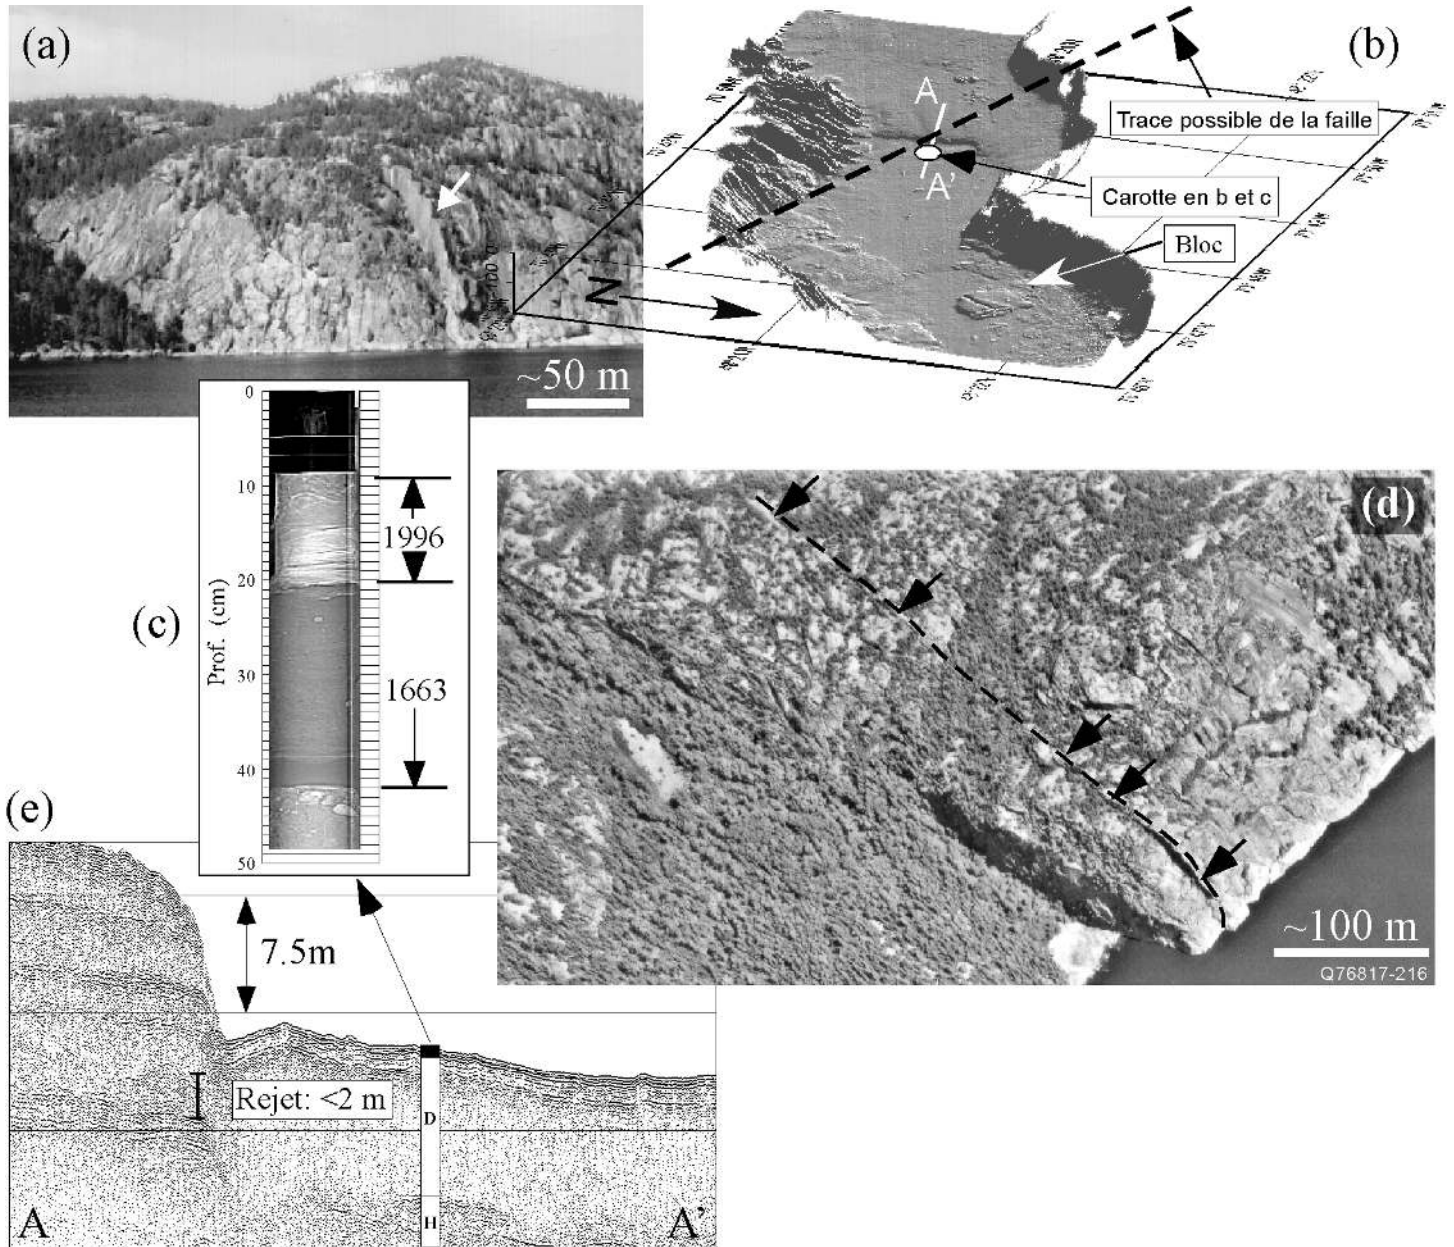 (a)
~50 m
(b)
A
A'
Trace possible de la faille
Carotte en b et c
Bloc
N
(c)
Prof. (cm)
0
10
20
30
40
50
1996
1663
(d)
~100 m
Q76817-216
(e)
7.5m
Rejet: <2 m
D
H
A
A'